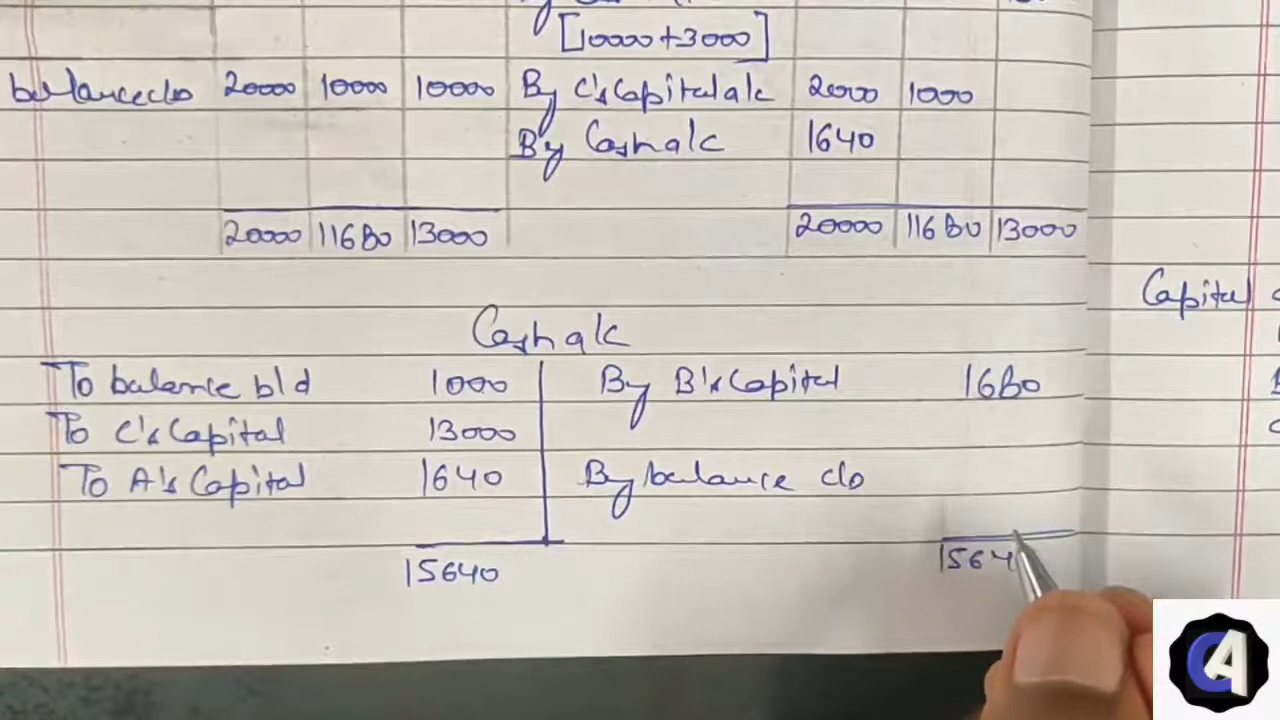 [10000+3000]
balance c/o 20000 10000 10000 By C's Capital a/c 2000 1000
By Cash a/c 1640
20000 11680 13000 20000 11680 13000
Capital
Cash a/c
To balance b/d 1000 By B's Capital 1680
To C's Capital 13000
To A's Capital 1640 By balance c/o
15640 1564
CA